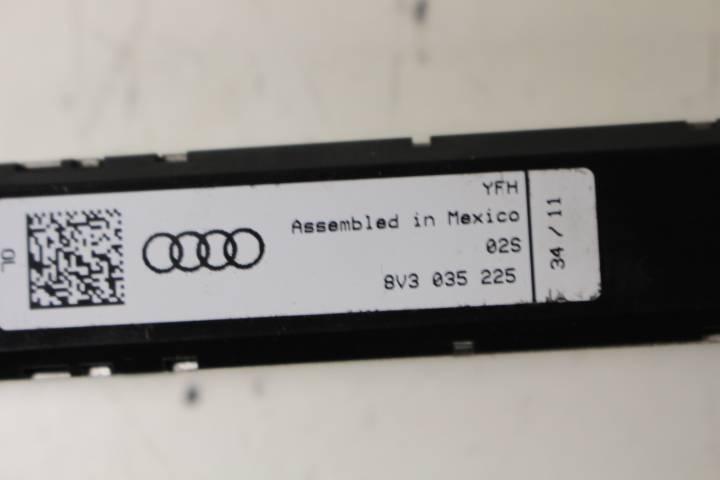 YFH
Assembled in Mexico
02S
8V3 035 225
34 / 11